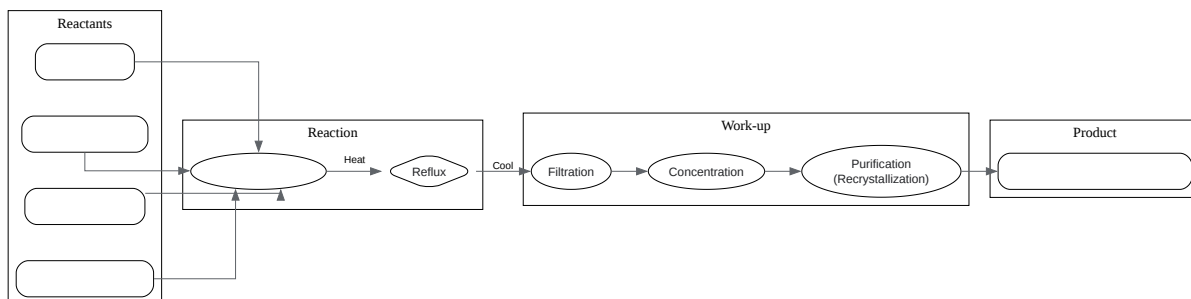 Reactants
Reaction
Heat
Reflux
Cool
Work-up
Filtration
Concentration
Purification
(Recrystallization)
Product